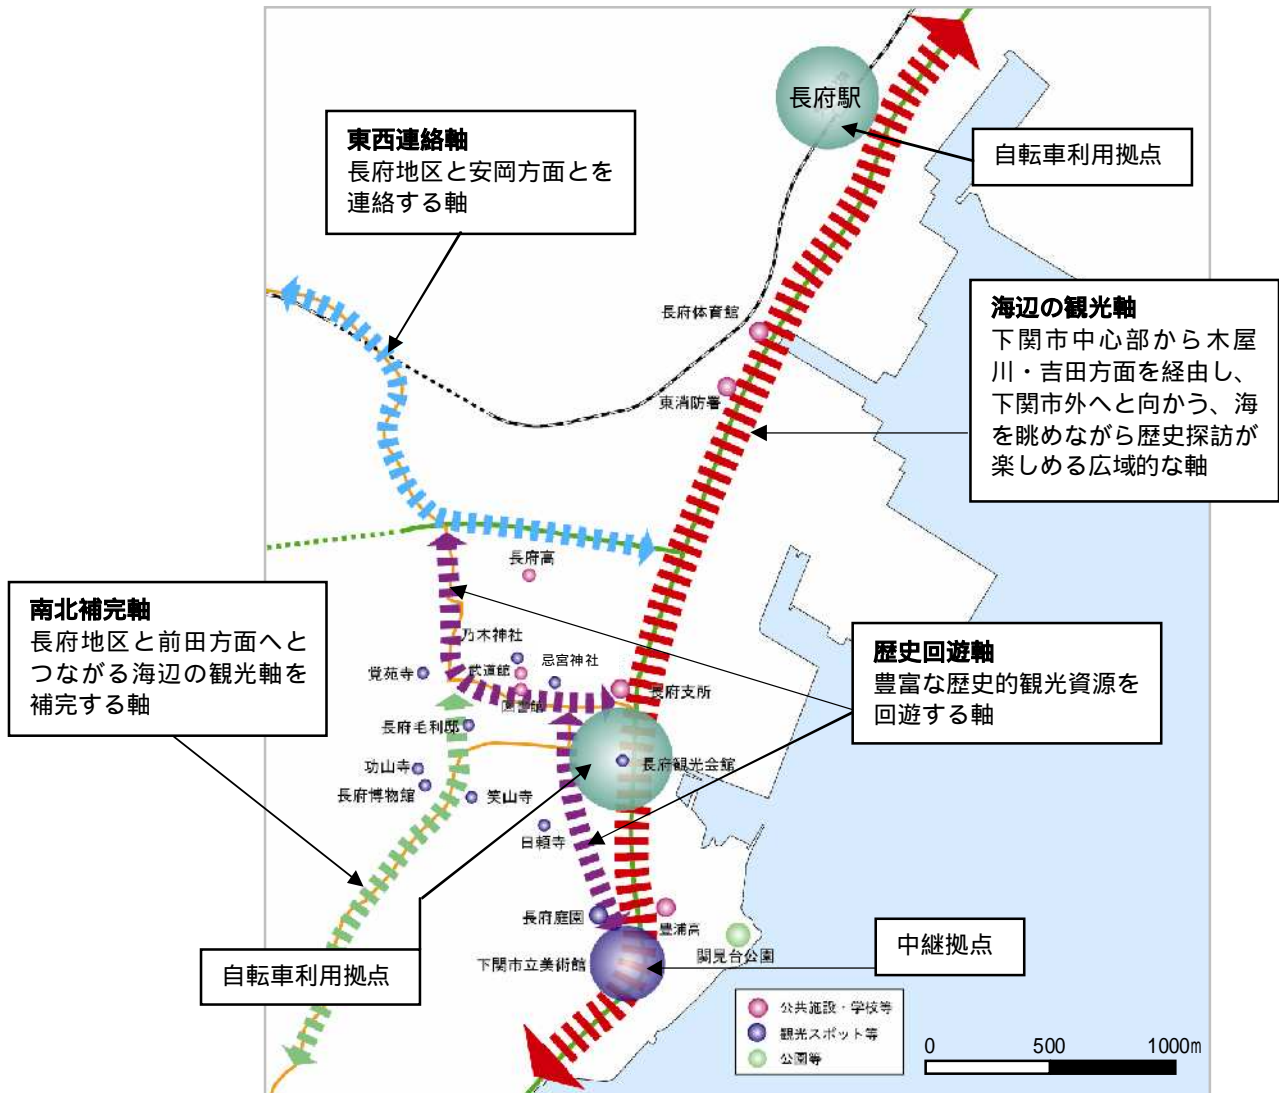 長府駅
自転車利用拠点
東西連絡軸
長府地区と安岡方面とを
連絡する軸
長府体育館
東消防署
海辺の観光軸
下関市中心部から木屋
川・吉田方面を経由し、
下関市外へと向かう、海
を眺めながら歴史探訪が
楽しめる広域的な軸
長府高
南北補完軸
長府地区と前田方面へと
つながる海辺の観光軸を
補完する軸
乃木神社
忌宮神社
武道館
覚苑寺
図書館
長府支所
歴史回遊軸
豊富な歴史的観光資源を
回遊する軸
長府毛利邸
長府観光会館
功山寺
長府博物館
笑山寺
日頼寺
長府庭園
豊浦高
関見台公園
下関市立美術館
中継拠点
自転車利用拠点
公共施設・学校等
観光スポット等
公園等
0 500 1000m